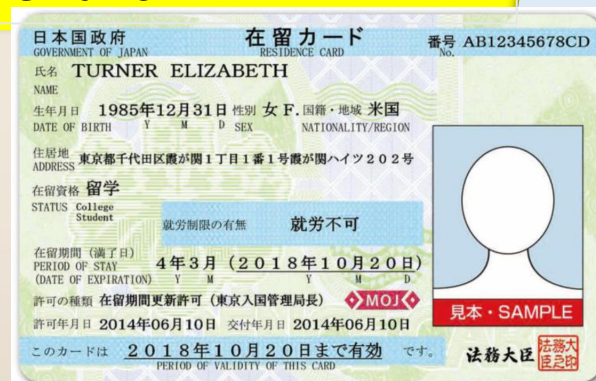 日本国政府 在留カード 番号 AB12345678CD
GOVERNMENT OF JAPAN RESIDENCE CARD No.
氏名 TURNER ELIZABETH
NAME
生年月日 1985年12月31日 性別 女 F. 国籍・地域 米国
DATE OF BIRTH Y M D SEX NATIONALITY/REGION
住居地 東京都千代田区霞が関1丁目1番1号霞が関ハイツ202号
ADDRESS
在留資格 留学
STATUS College
Student
就労制限の有無 就労不可
在留期間（満了日）
PERIOD OF STAY 4年3月（2018年10月20日）
(DATE OF EXPIRATION) Y M Y M D
許可の種類 在留期間更新許可（東京入国管理局長） MOJ
見本・SAMPLE
許可年月日 2014年06月10日 交付年月日 2014年06月10日
このカードは 2018年10月20日まで有効 です。 法務大臣
PERIOD OF VALIDITY OF THIS CARD